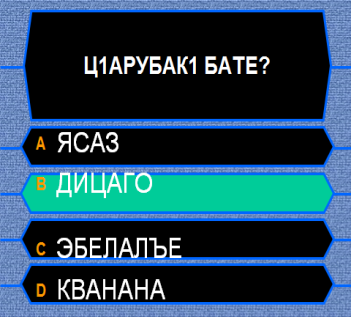 Ц1АРУБАК1 БАТЕ?
A ЯСАЗ
B ДИЦАГО
C ЭБЕЛАЛЪЕ
D КВАНАНА